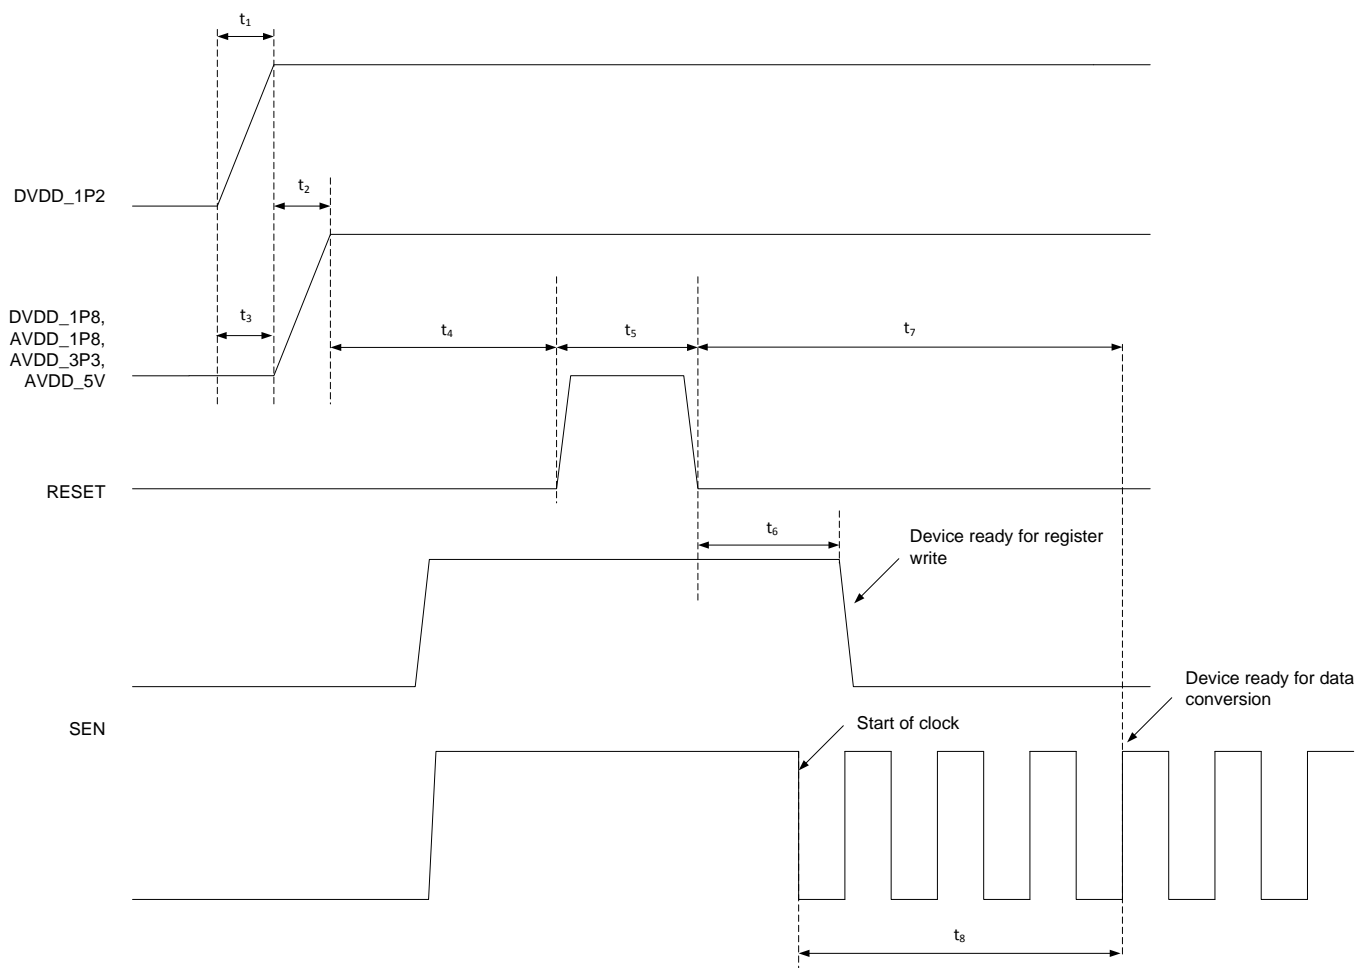 t₁
DVDD_1P2
t₂
DVDD_1P8,
AVDD_1P8,
AVDD_3P3,
AVDD_5V
t₃
t₄
t₅
t₇
RESET
t₆
Device ready for register
write
SEN
Start of clock
Device ready for data
conversion
t₈